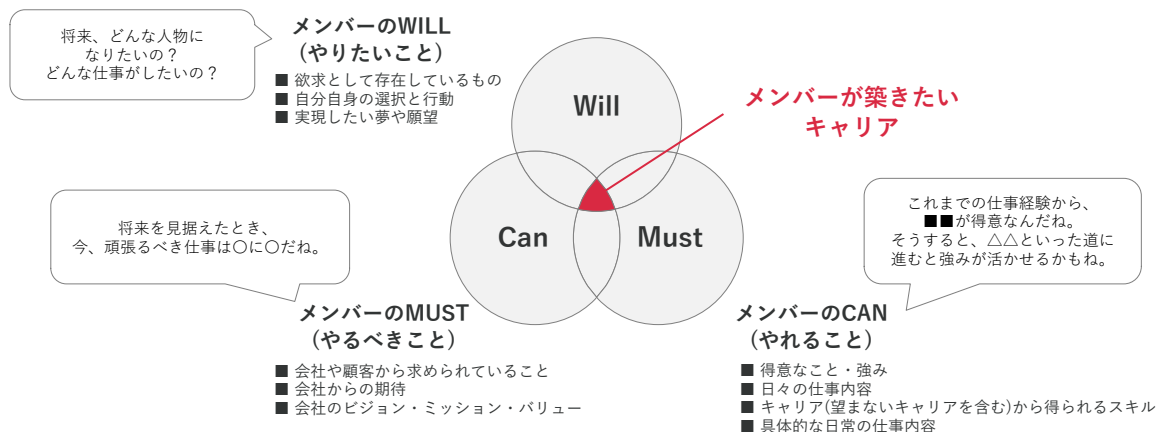 将来、どんな人物に
なりたいの？
どんな仕事がしたいの？
メンバーのWILL
（やりたいこと）
■ 欲求として存在しているもの
■ 自分自身の選択と行動
■ 実現したい夢や願望
Will
メンバーが築きたい
キャリア
将来を見据えたとき、
今、頑張るべき仕事は〇に〇だね。
Can
Must
これまでの仕事経験から、
■■が得意なんだね。
そうすると、△△といった道に
進むと強みが活かせるかもね。
メンバーのMUST
（やるべきこと）
■ 会社や顧客から求められていること
■ 会社からの期待
■ 会社のビジョン・ミッション・バリュー
メンバーのCAN
（やれること）
■ 得意なこと・強み
■ 日々の仕事内容
■ キャリア(望まないキャリアを含む)から得られるスキル
■ 具体的な日常の仕事内容